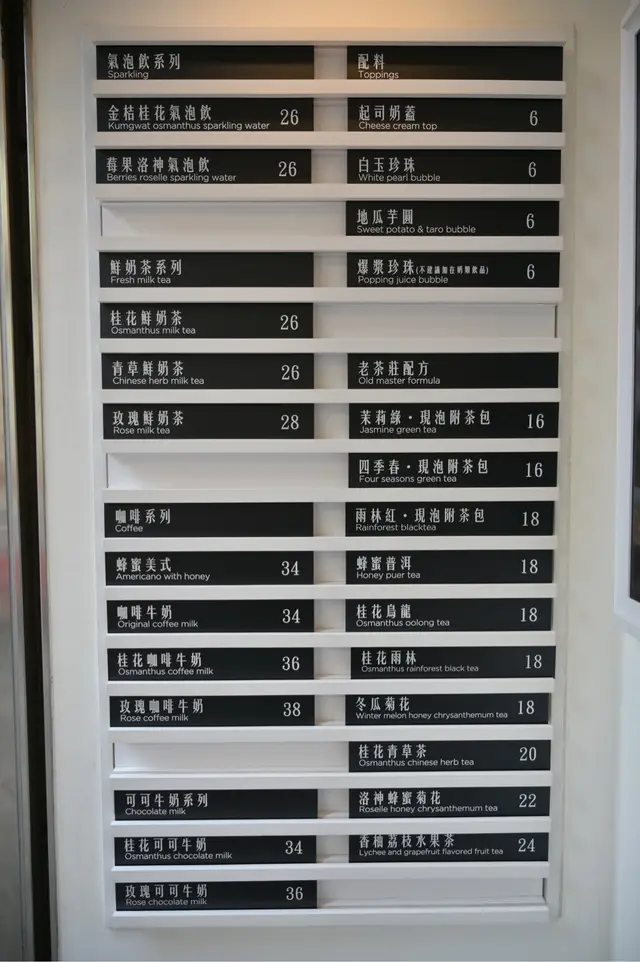 氣泡飲系列
Sparkling
金桔桂花氣泡飲 26
Kumgwat osmanthus sparkling water
莓果洛神氣泡飲 26
Berries roselle sparkling water
鮮奶茶系列
Fresh milk tea
桂花鮮奶茶 26
Osmanthus milk tea
青草鮮奶茶 26
Chinese herb milk tea
玫瑰鮮奶茶 28
Rose milk tea
咖啡系列
Coffee
蜂蜜美式 34
Americano with honey
咖啡牛奶 34
Original coffee milk
桂花咖啡牛奶 36
Osmanthus coffee milk
玫瑰咖啡牛奶 38
Rose coffee milk
可可牛奶系列
Chocolate milk
桂花可可牛奶 34
Osmanthus chocolate milk
玫瑰可可牛奶 36
Rose chocolate milk
配料
Toppings
起司奶蓋 6
Cheese cream top
白玉珍珠 6
White pearl bubble
地瓜芋圓 6
Sweet potato & taro bubble
爆漿珍珠(不建議加在奶類飲品) 6
Popping juice bubble
老茶莊配方
Old master formula
茉莉綠・現泡附茶包 16
Jasmine green tea
四季春・現泡附茶包 16
Four seasons green tea
雨林紅・現泡附茶包 18
Rainforest blacktea
蜂蜜普洱 18
Honey puer tea
桂花烏龍 18
Osmanthus oolong tea
桂花雨林 18
Osmanthus rainforest black tea
冬瓜菊花 18
Winter melon honey chrysanthemum tea
桂花青草茶 20
Osmanthus chinese herb tea
洛神蜂蜜菊花 22
Roselle honey chrysanthemum tea
香柚荔枝水果茶 24
Lychee and grapefruit flavored fruit tea